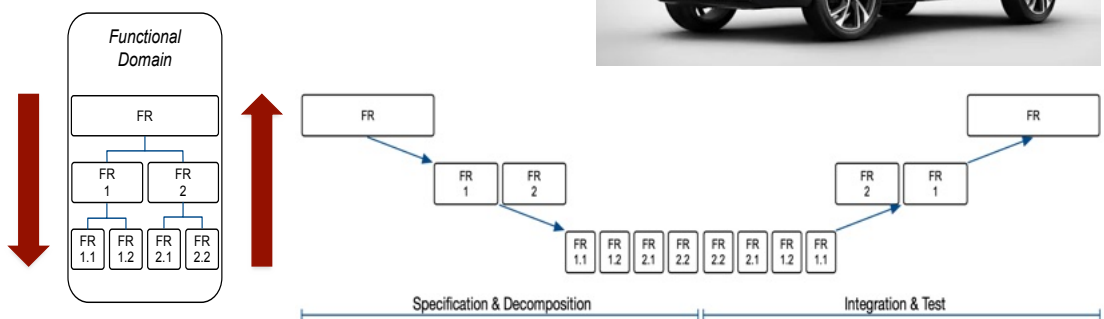 Functional
Domain
FR
FR
1
FR
2
FR
1.1
FR
1.2
FR
2.1
FR
2.2
FR
FR
1
FR
2
FR
1.1
FR
1.2
FR
2.1
FR
2.2
FR
2.2
FR
2.1
FR
1.2
FR
1.1
FR
2
FR
1
FR
Specification & Decomposition
Integration & Test